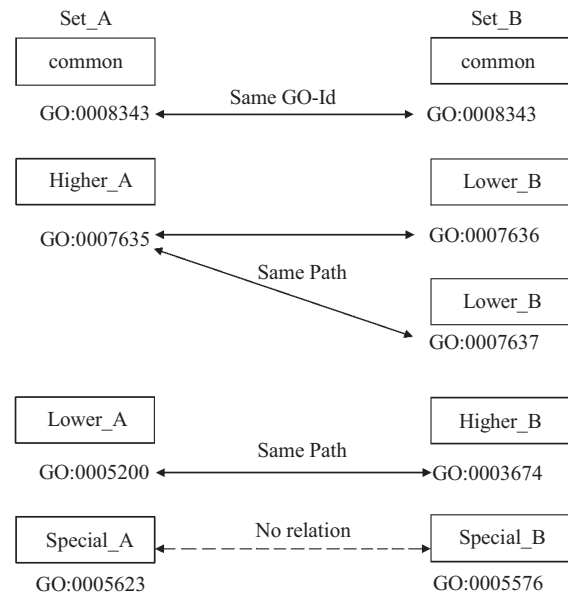 Set_A Set_B
common common
Same GO-Id
GO:0008343 GO:0008343
Higher_A Lower_B
GO:0007635 GO:0007636
Same Path
Lower_B
GO:0007637
Lower_A Higher_B
Same Path
GO:0005200 GO:0003674
No relation
Special_A Special_B
GO:0005623 GO:0005576